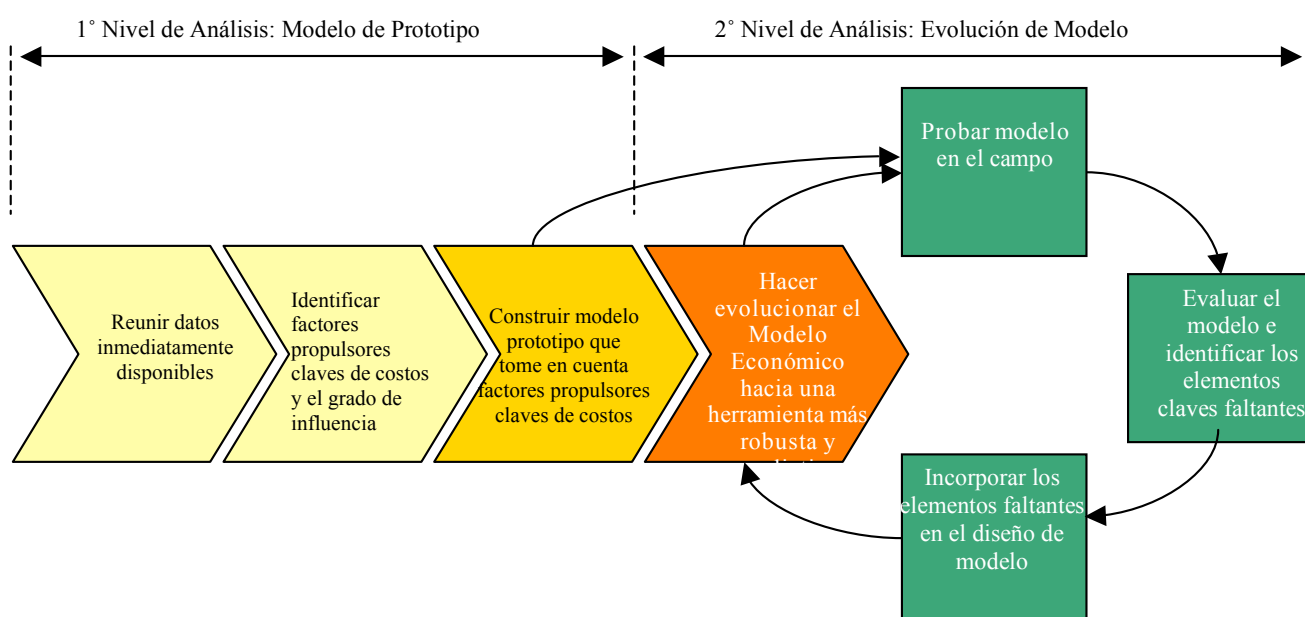 1˚ Nivel de Análisis: Modelo de Prototipo
2˚ Nivel de Análisis: Evolución de Modelo
Reunir datos
inmediatamente
disponibles
Identificar
factores
propulsores
claves de costos
y el grado de
influencia
Construir modelo
prototipo que
tome en cuenta
factores propulsores
claves de costos
Hacer
evolucionar el
Modelo
Económico
hacia una
herramienta más
robusta y
Probar modelo
en el campo
Evaluar el
modelo e
identificar los
elementos
claves faltantes
Incorporar los
elementos faltantes
en el diseño de
modelo